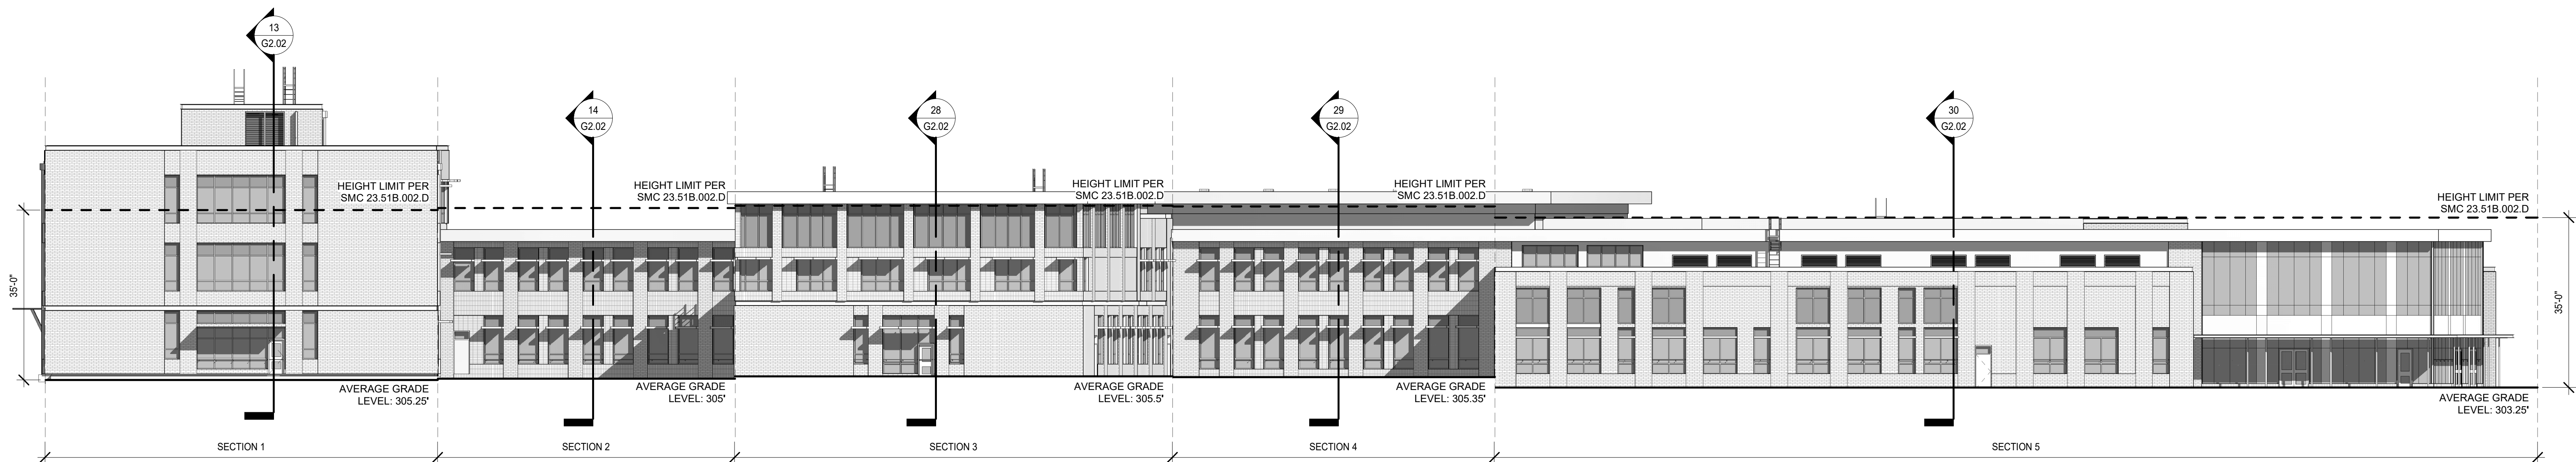 13
G2.02
14
G2.02
28
G2.02
29
G2.02
30
G2.02
HEIGHT LIMIT PER
SMC 23.51B.002.D
HEIGHT LIMIT PER
SMC 23.51B.002.D
HEIGHT LIMIT PER
SMC 23.51B.002.D
HEIGHT LIMIT PER
SMC 23.51B.002.D
HEIGHT LIMIT PER
SMC 23.51B.002.D
35'-0"
35'-0"
AVERAGE GRADE
LEVEL: 305.25'
AVERAGE GRADE
LEVEL: 305'
AVERAGE GRADE
LEVEL: 305.5'
AVERAGE GRADE
LEVEL: 305.35'
AVERAGE GRADE
LEVEL: 303.25'
SECTION 1
SECTION 2
SECTION 3
SECTION 4
SECTION 5